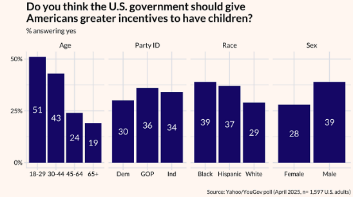 Do you think the U.S. government should give
Americans greater incentives to have children?
% answering yes
Age Party ID Race Sex
50%
25%
0%
51 43 24 19 30 36 34 39 37 29 28 39
18-29 30-44 45-64 65+ Dem GOP Ind Black Hispanic White Female Male
Source: Yahoo/YouGov poll (April 2025, n= 1,597 U.S. adults)